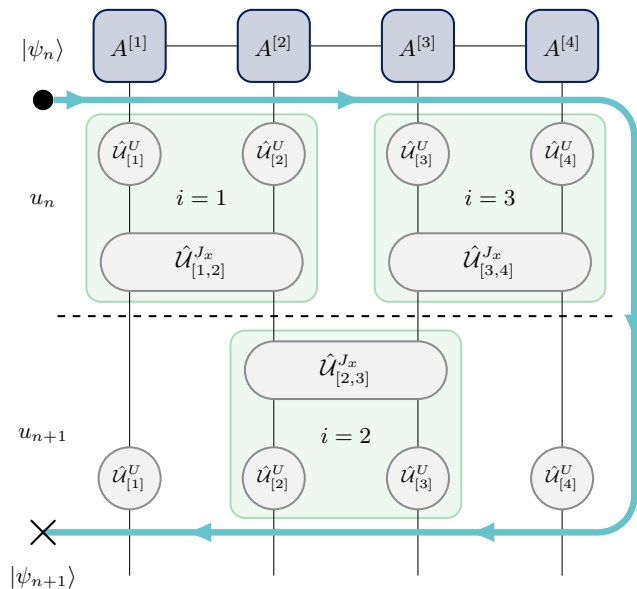 |ψ_n⟩ A^{[1]} A^{[2]} A^{[3]} A^{[4]}
Û^U_{[1]} Û^U_{[2]} Û^U_{[3]} Û^U_{[4]}
u_n i = 1 i = 3
Û^{J_x}_{[1,2]} Û^{J_x}_{[3,4]}
Û^{J_x}_{[2,3]}
u_{n+1} i = 2
Û^U_{[1]} Û^U_{[2]} Û^U_{[3]} Û^U_{[4]}
|ψ_{n+1}⟩